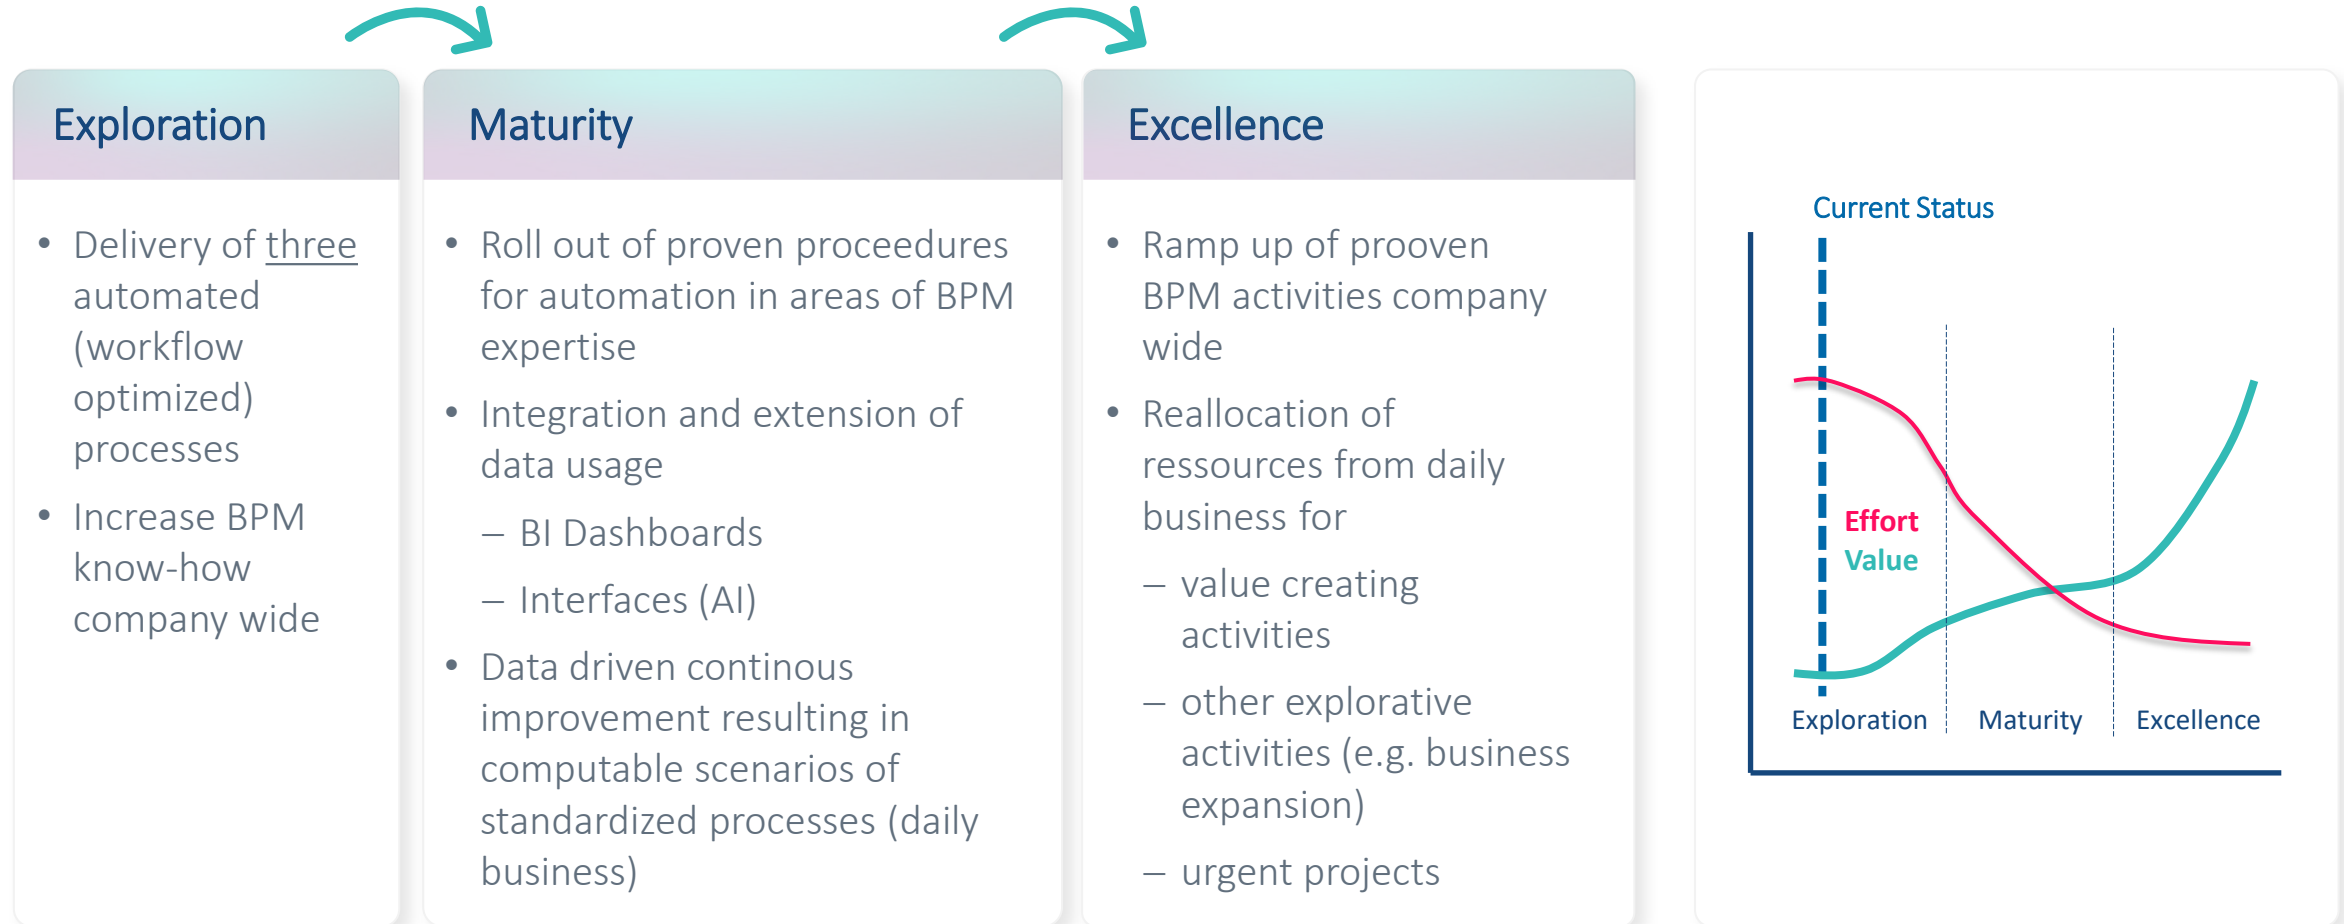 Exploration
• Delivery of three
automated
(workflow
optimized)
processes
• Increase BPM
know-how
company wide
Maturity
• Roll out of proven proceedures
for automation in areas of BPM
expertise
• Integration and extension of
data usage
– BI Dashboards
– Interfaces (AI)
• Data driven continous
improvement resulting in
computable scenarios of
standardized processes (daily
business)
Excellence
• Ramp up of prooven
BPM activities company
wide
• Reallocation of
ressources from daily
business for
– value creating
activities
– other explorative
activities (e.g. business
expansion)
– urgent projects
Current Status
Effort
Value
Exploration
Maturity
Excellence